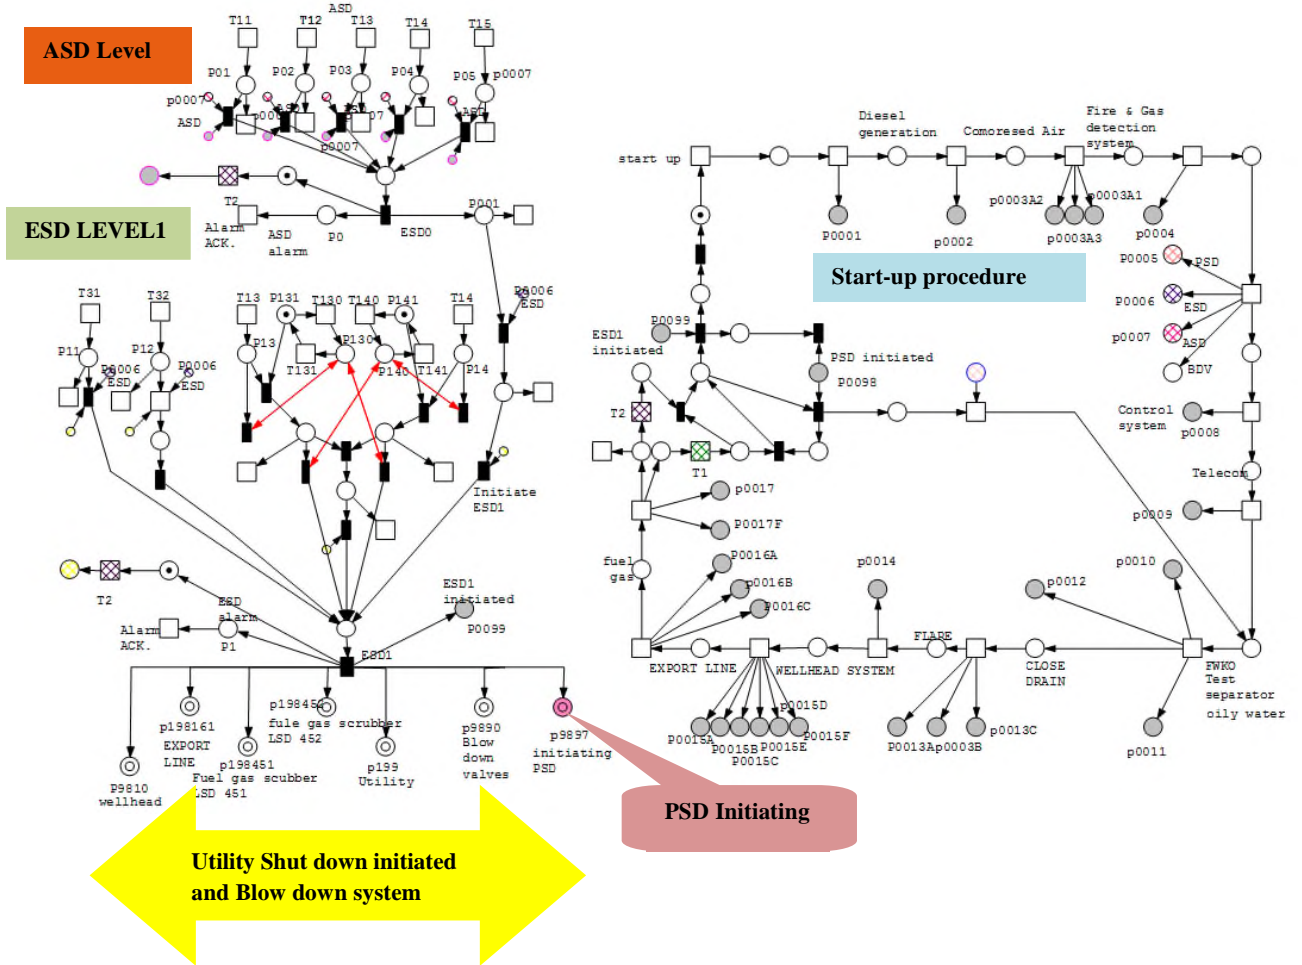 ASD
T11
T12
T13
T14
T15
ASD Level
P01
P02
P03
P04
P05
p0007
p0007
ASD
ASD
ASD
p0007
ESD LEVEL1
T2
Alarm
ACK.
ASD
alarm
P0
ESD0
P001
T31
T32
T13
P131
T130
T140
P141
T14
P0006
ESD
P11
P0006
ESD
P12
P0006
ESD
P13
P130
T131
P140
T141
P14
Initiate
ESD1
T2
ESD
alarm
Alarm
ACK.
P1
ESD1
initiated
P0099
ESD1
p198161
EXPORT
LINE
p198452
fule gas scrubber
LSD 452
p198451
Fuel gas scubber
LSD 451
p199
Utility
p9890
Blow
down
valves
p9897
initiating
PSD
P9810
wellhead
Utility Shut down initiated
and Blow down system
PSD Initiating
start up
Diesel
generation
Comoresed Air
Fire & Gas
detection
system
P0001
p0002
p0003A2
p0003A1
p0003A3
p0004
Start-up procedure
P0005
PSD
P0006
ESD
p0007
ASD
BDV
ESD1
initiated
P0099
PSD initiated
P0098
T2
T1
Control
system
p0008
Telecom
p0009
p0017
P0017F
fuel
gas
P0016A
p0016B
P0016C
p0014
p0012
p0010
EXPORT LINE
WELLHEAD SYSTEM
FLARE
CLOSE
DRAIN
FWKO
Test
separator
oily water
P0015A
P0015B
P0015C
p0015D
P0015E
P0015F
P0013A
p0003B
p0013C
p0011